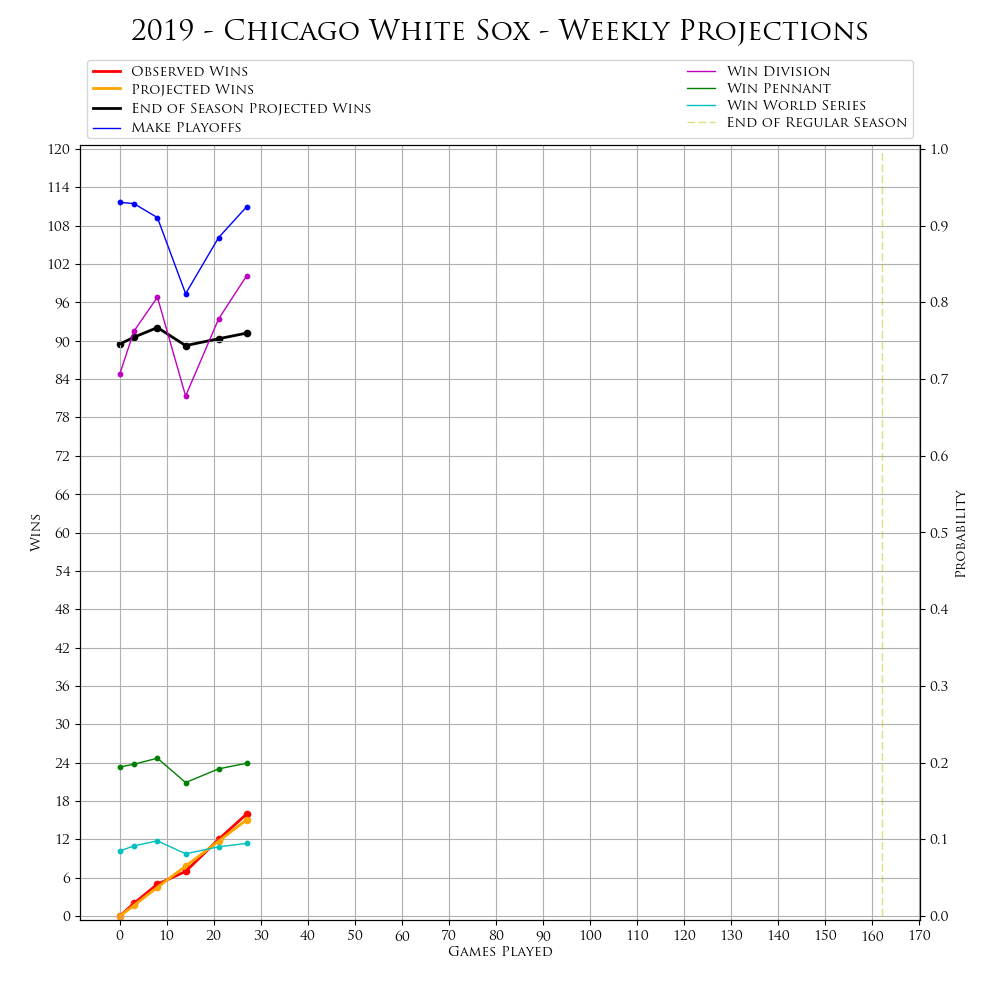 2019 - Chicago White Sox - Weekly Projections
Observed Wins
Projected Wins
End of Season Projected Wins
Make Playoffs
Win Division
Win Pennant
Win World Series
End of Regular Season
120
114
108
102
96
90
84
78
72
66
60
54
48
42
36
30
24
18
12
6
0
Wins
1.0
0.9
0.8
0.7
0.6
0.5
0.4
0.3
0.2
0.1
0.0
Probability
0 10 20 30 40 50 60 70 80 90 100 110 120 130 140 150 160 170
Games Played